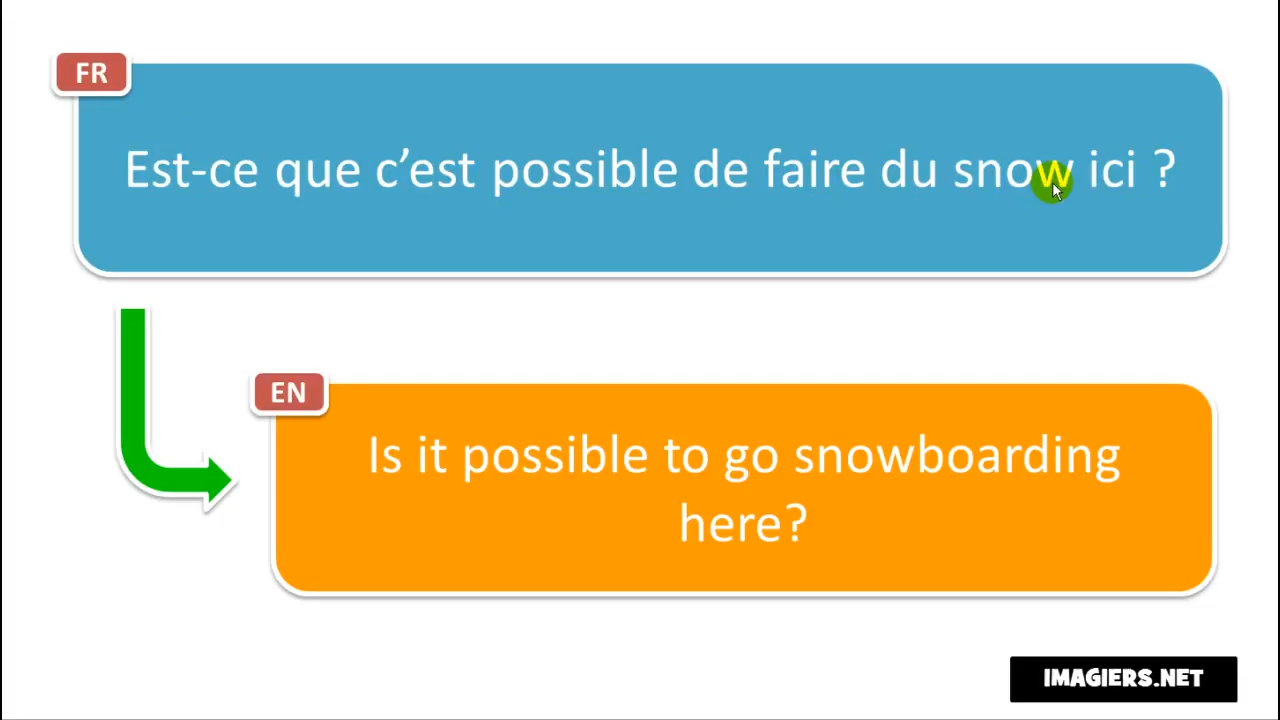 FR
Est-ce que c’est possible de faire du snow ici ?
EN
Is it possible to go snowboarding
here?
IMAGIERS.NET